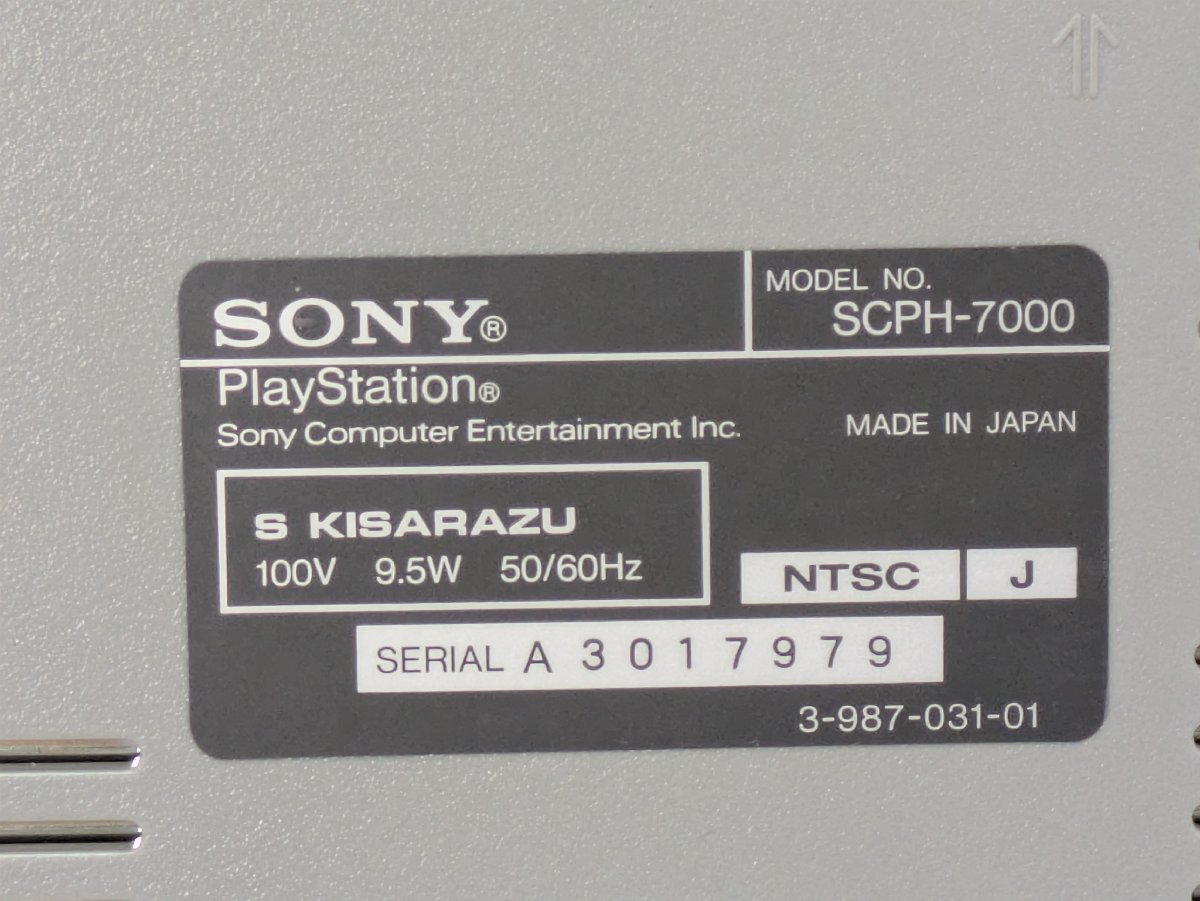 SONY®
MODEL NO.
SCPH-7000
PlayStation®
Sony Computer Entertainment Inc.
MADE IN JAPAN
S KISARAZU
100V 9.5W 50/60Hz
NTSC J
SERIAL A 3017979
3-987-031-01